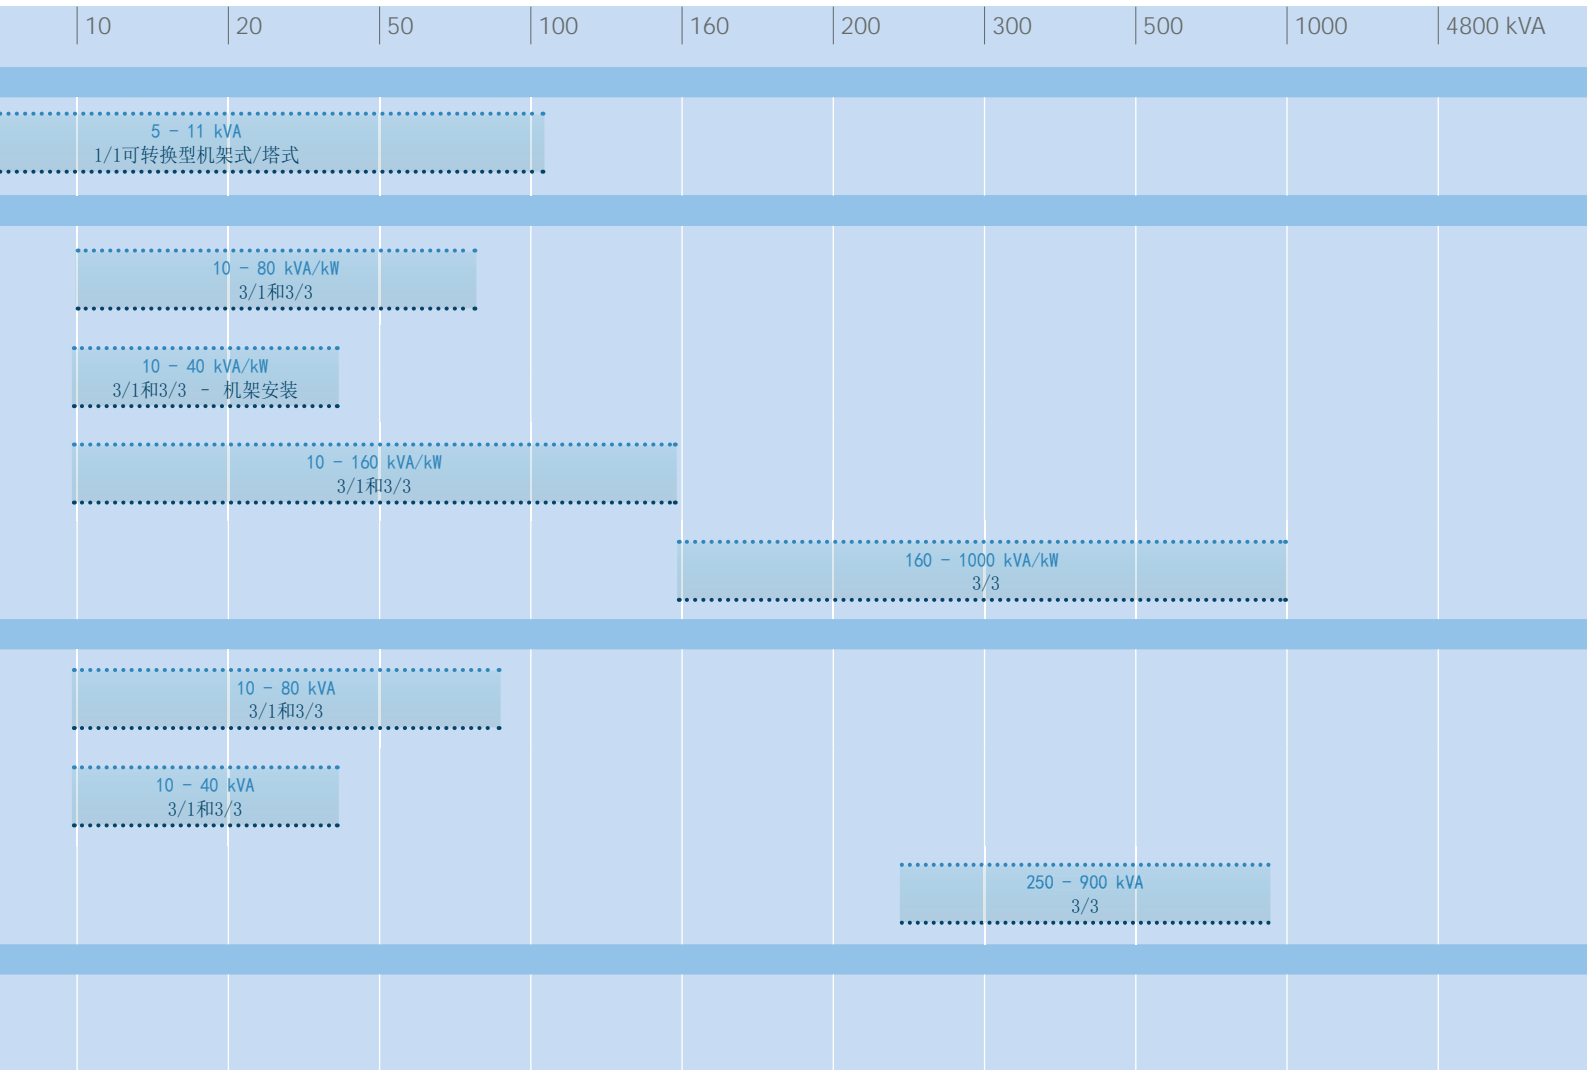 10 20 50 100 160 200 300 500 1000 4800 kVA
5 - 11 kVA
1/1可转换型机架式/塔式
10 - 80 kVA/kW
3/1和3/3
10 - 40 kVA/kW
3/1和3/3 - 机架安装
10 - 160 kVA/kW
3/1和3/3
160 - 1000 kVA/kW
3/3
10 - 80 kVA
3/1和3/3
10 - 40 kVA
3/1和3/3
250 - 900 kVA
3/3